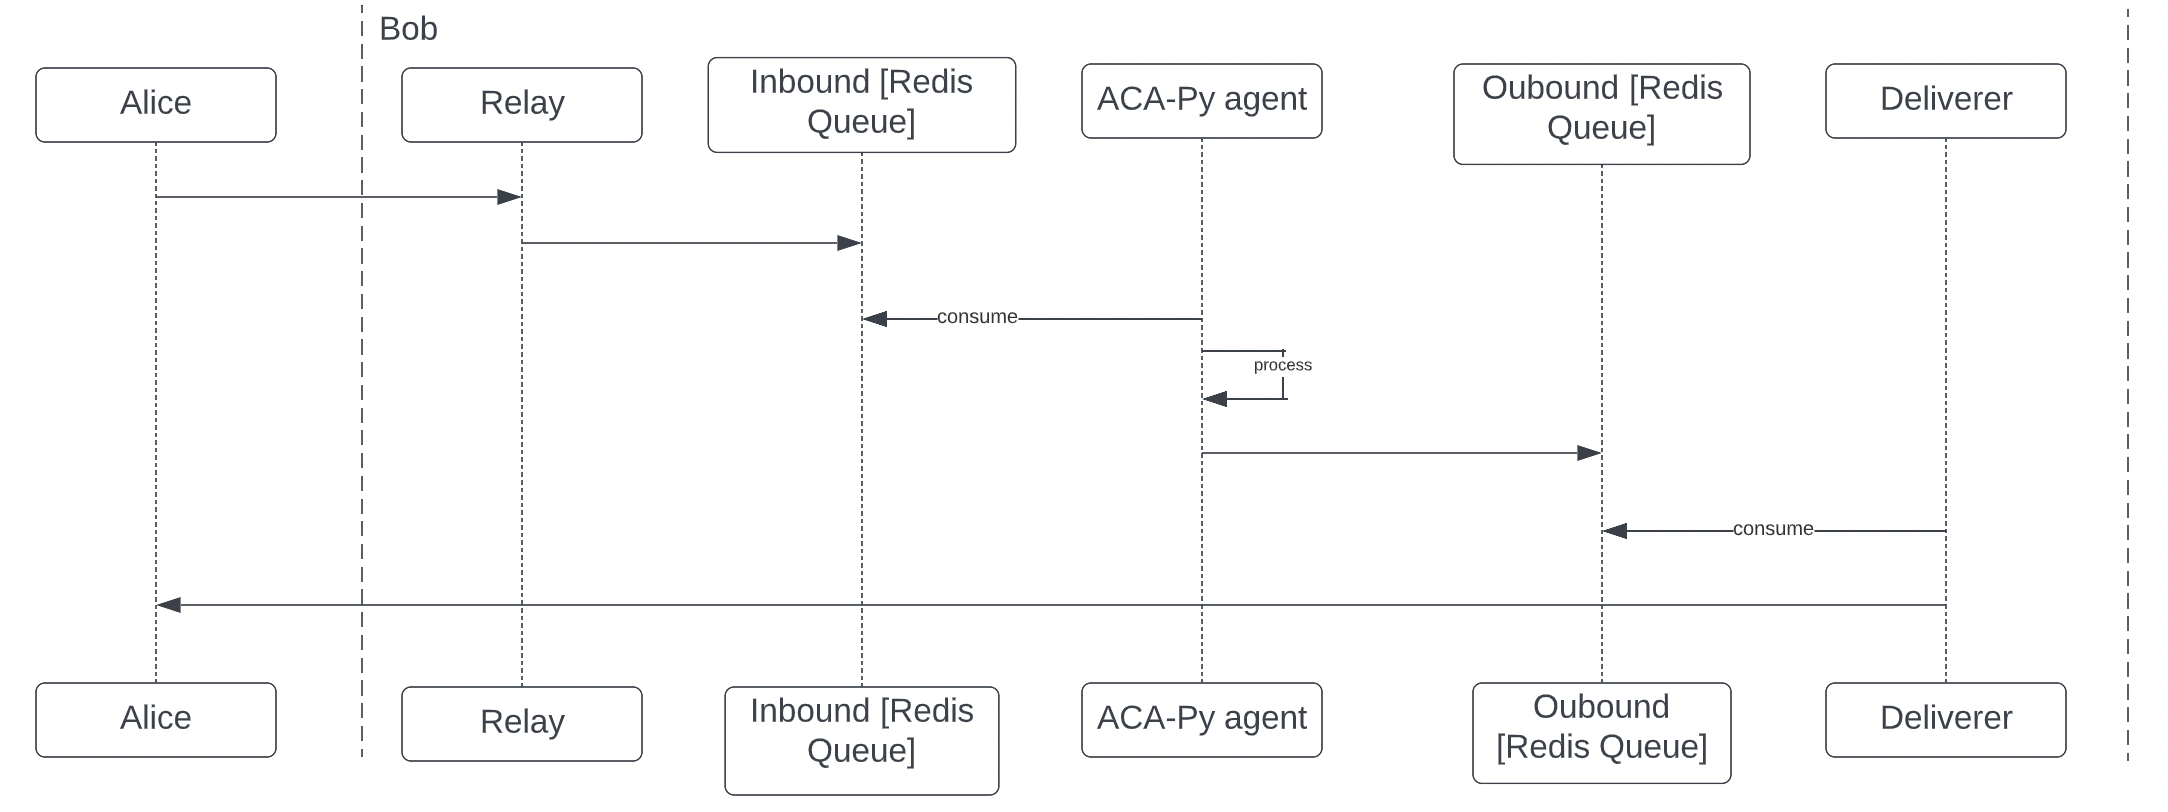 Bob
Alice
Relay
Inbound [Redis
Queue]
ACA-Py agent
Oubound [Redis
Queue]
Deliverer
consume
process
consume
Alice
Relay
Inbound [Redis
Queue]
ACA-Py agent
Oubound
[Redis Queue]
Deliverer